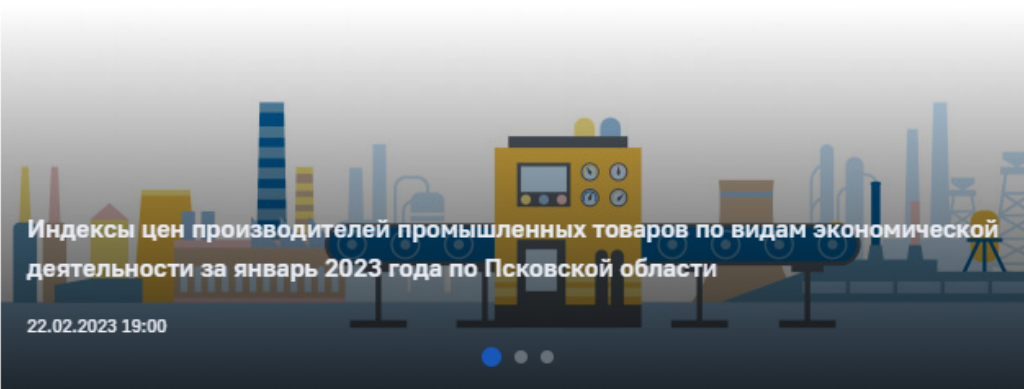 Индексы цен производителей промышленных товаров по видам экономической
деятельности за январь 2023 года по Псковской области
22.02.2023 19:00